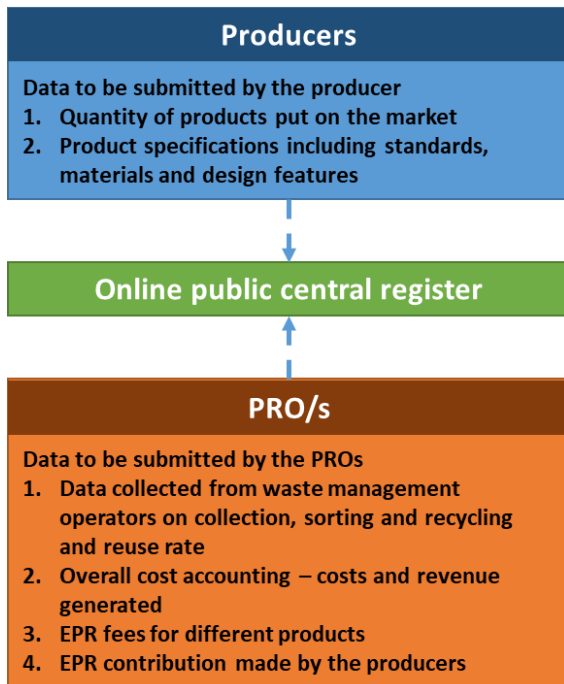 Producers
Data to be submitted by the producer
1. Quantity of products put on the market
2. Product specifications including standards,
materials and design features
Online public central register
PRO/s
Data to be submitted by the PROs
1. Data collected from waste management
operators on collection, sorting and recycling
and reuse rate
2. Overall cost accounting – costs and revenue
generated
3. EPR fees for different products
4. EPR contribution made by the producers